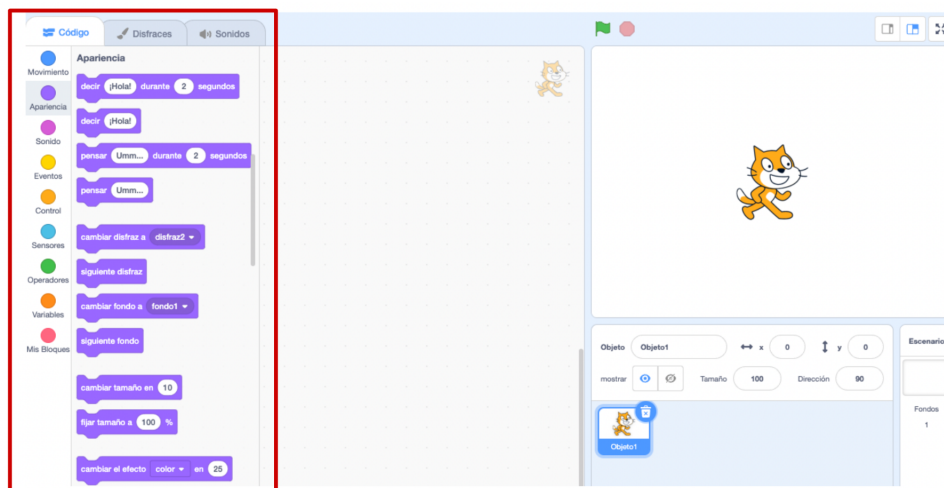 Código
Disfraces
Sonidos
Movimiento
Apariencia
Sonido
Eventos
Control
Sensores
Operadores
Variables
Mis Bloques
Apariencia
decir ¡Hola! durante 2 segundos
decir ¡Hola!
pensar Umm... durante 2 segundos
pensar Umm...
cambiar disfraz a disfraz2
siguiente disfraz
cambiar fondo a fondo1
siguiente fondo
cambiar tamaño en 10
fijar tamaño a 100 %
cambiar el efecto color en 25
Objeto Objeto1 x 0 y 0
mostrar Tamaño 100 Dirección 90
Objeto1
Escenario
Fondos
1